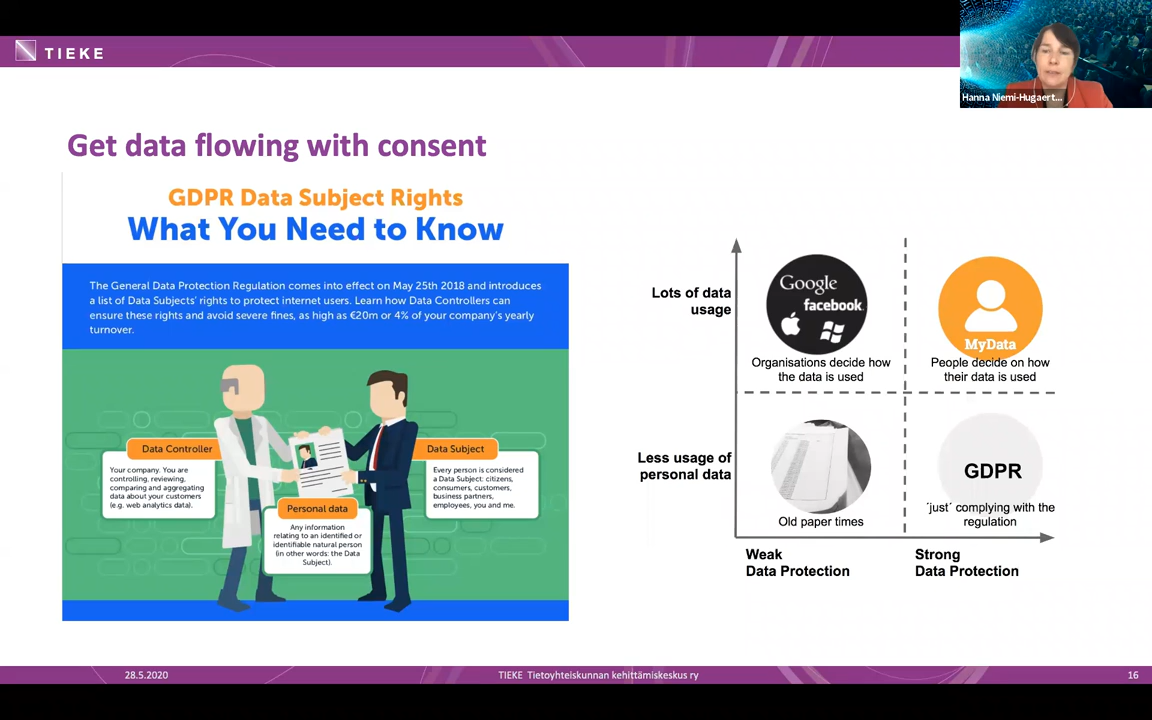 TIEKE
Hanna Niemi-Hugaert...
Get data flowing with consent
GDPR Data Subject Rights
What You Need to Know
The General Data Protection Regulation comes into effect on May 25th 2018 and introduces
a list of Data Subjects' rights to protect internet users. Learn how Data Controllers can
ensure these rights and avoid severe fines, as high as €20m or 4% of your company's yearly
turnover.
Data Controller
Your company. You are
controlling, reviewing,
comparing and aggregating
data about your customers
(e.g. web analytics data).
Personal data
Any information
relating to an identified or
identifiable natural person
(in other words: the Data
Subject).
Data Subject
Every person is considered
a Data Subject: citizens,
consumers, customers,
business partners,
employees, you and me.
Lots of data
usage
Google
facebook
Organisations decide how
the data is used
MyData
People decide on how
their data is used
Less usage of
personal data
Old paper times
GDPR
´just´ complying with the
regulation
Weak
Data Protection
Strong
Data Protection
28.5.2020
TIEKE Tietoyhteiskunnan kehittämiskeskus ry
16